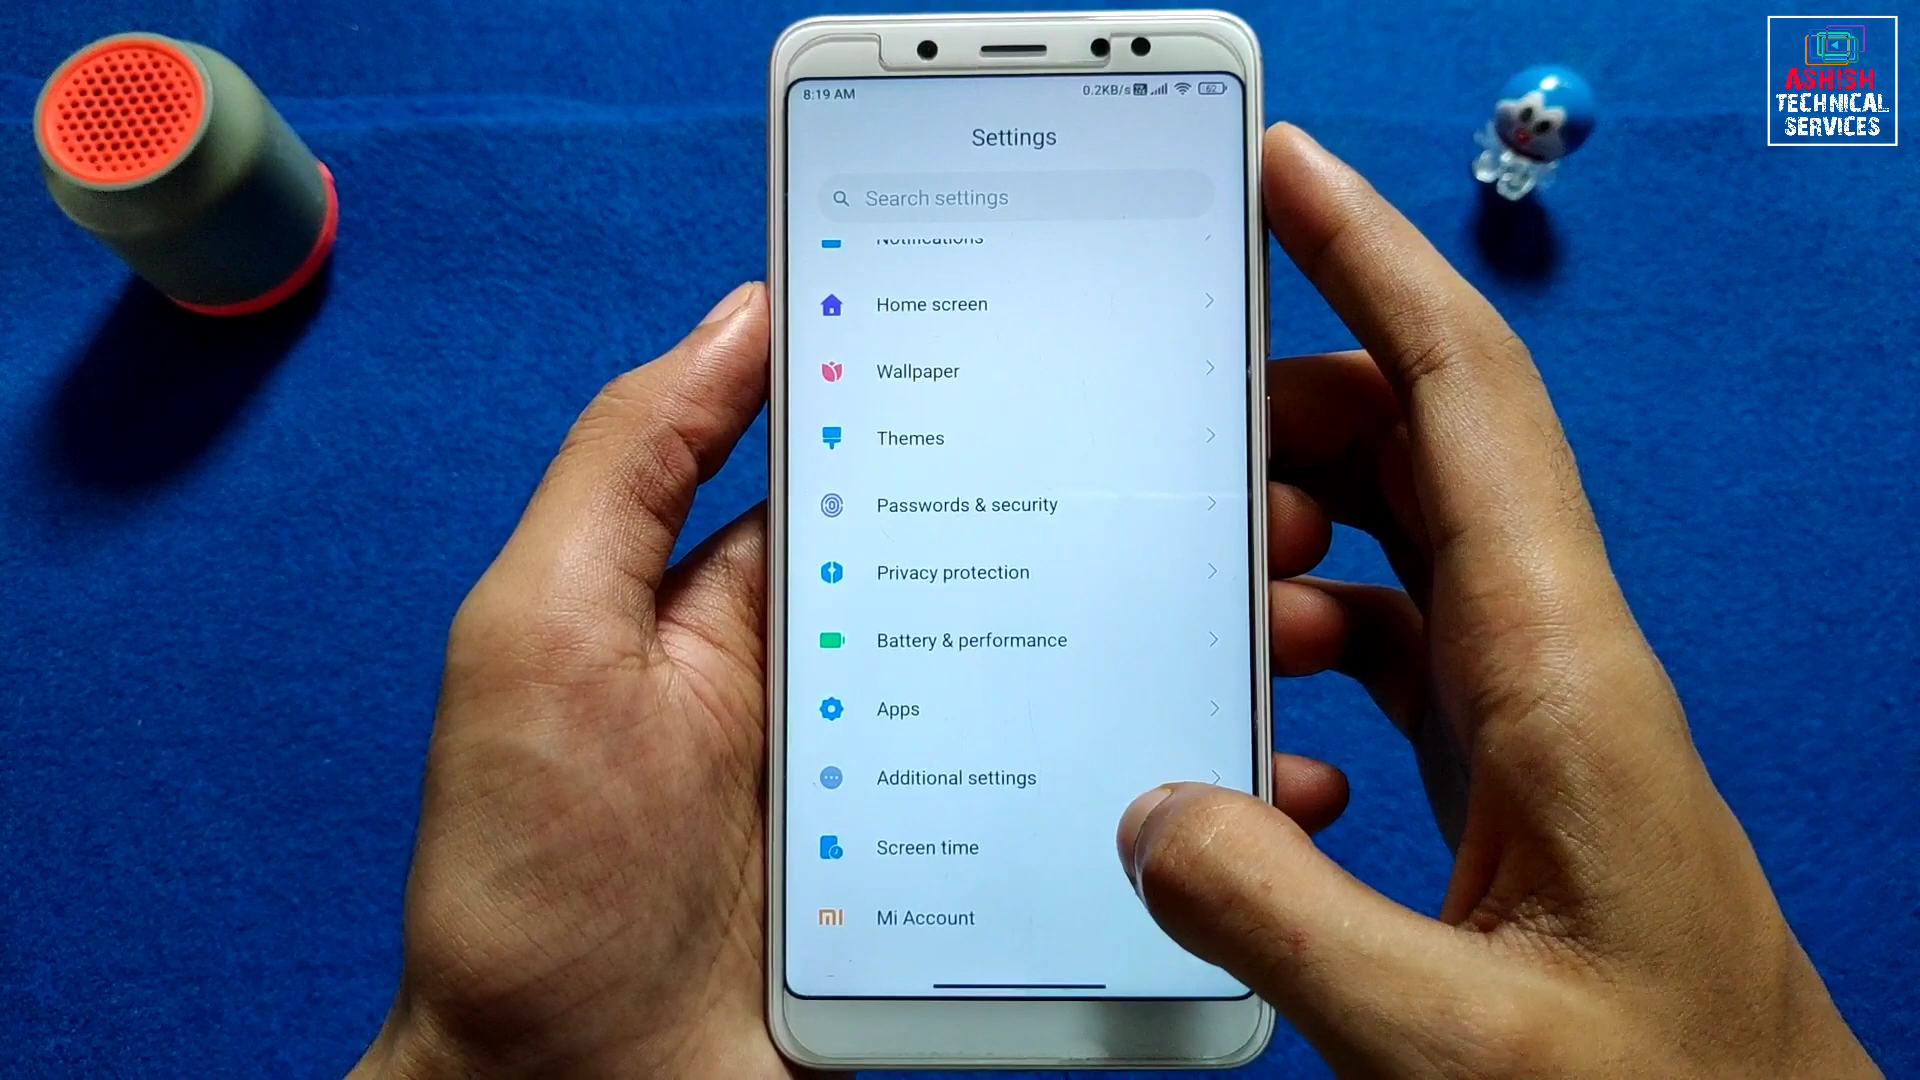 8:19 AM
0.2KB/s
62
Settings
Search settings
Notifications
Home screen
Wallpaper
Themes
Passwords & security
Privacy protection
Battery & performance
Apps
Additional settings
Screen time
Mi Account
ASHISH
TECHNICAL
SERVICES